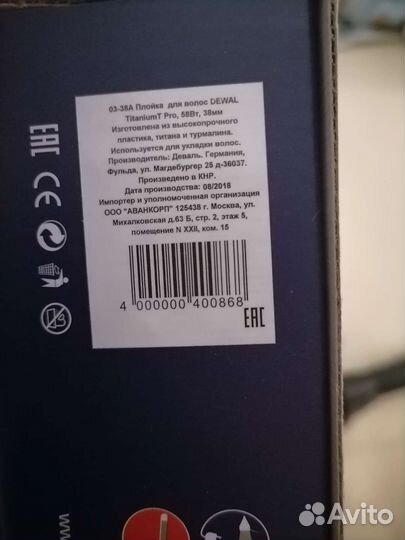 03-38А Плойка для волос DEWAL
TitaniumT Pro, 58Вт, 38мм
Изготовлена из высокопрочного
пластика, титана и турмалина.
Используется для укладки волос.
Производитель: Деваль. Германия,
Фульда, ул. Магдебургер 25 д-36037.
Произведено в КНР.
Дата производства: 08/2018
Импортер и уполномоченная организация
ООО "АВАНКОРП" 125438 г. Москва, ул.
Михалковская д.63 Б, стр. 2, этаж 5,
помещение N XXII, ком. 15
4 000000 400868
EAC
EAC
CE
www.
Avito